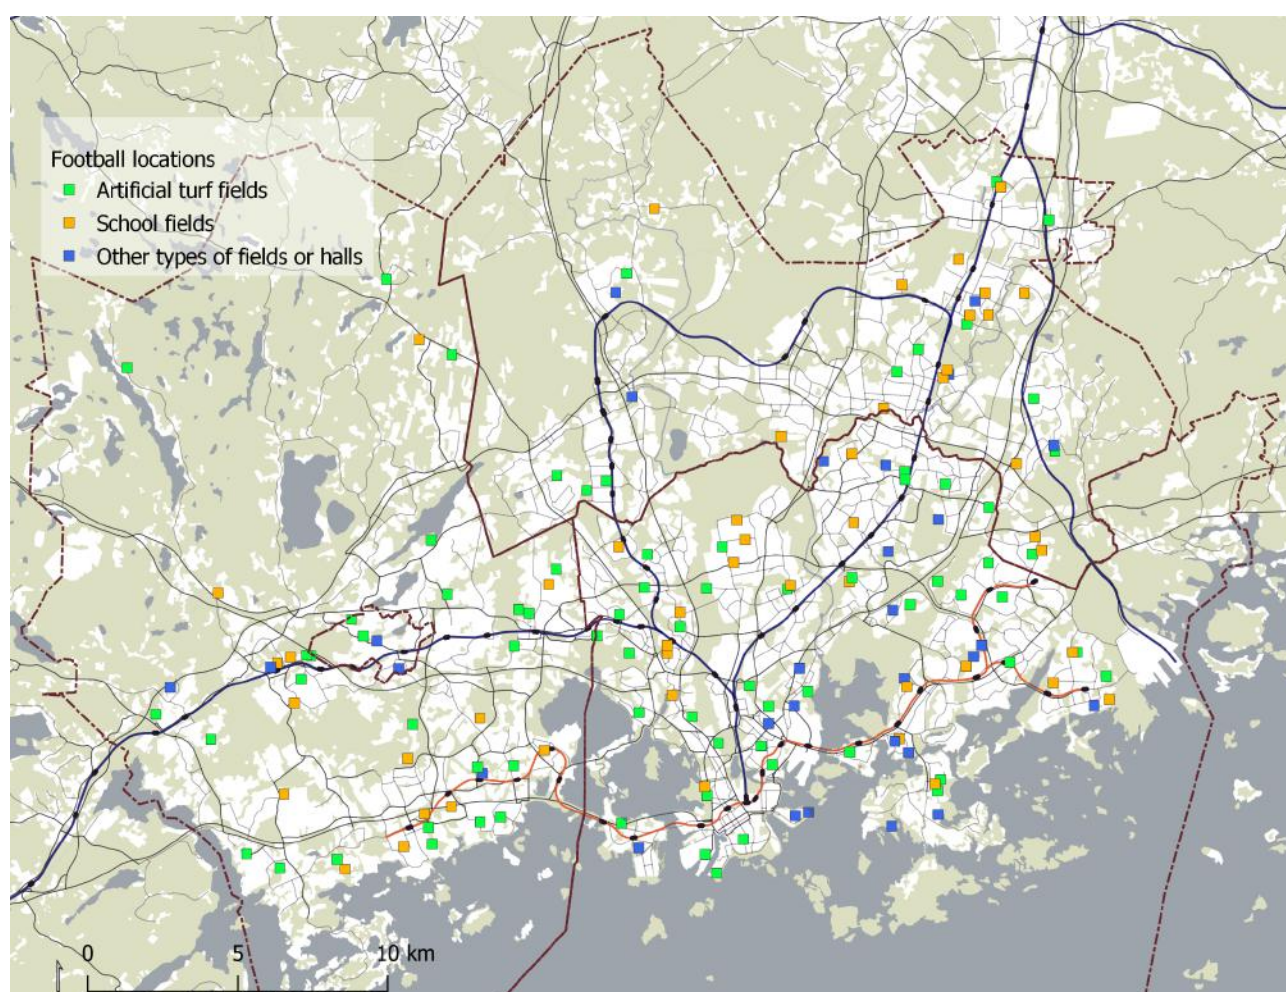 Football locations
Artificial turf fields
School fields
Other types of fields or halls
0 5 10 km